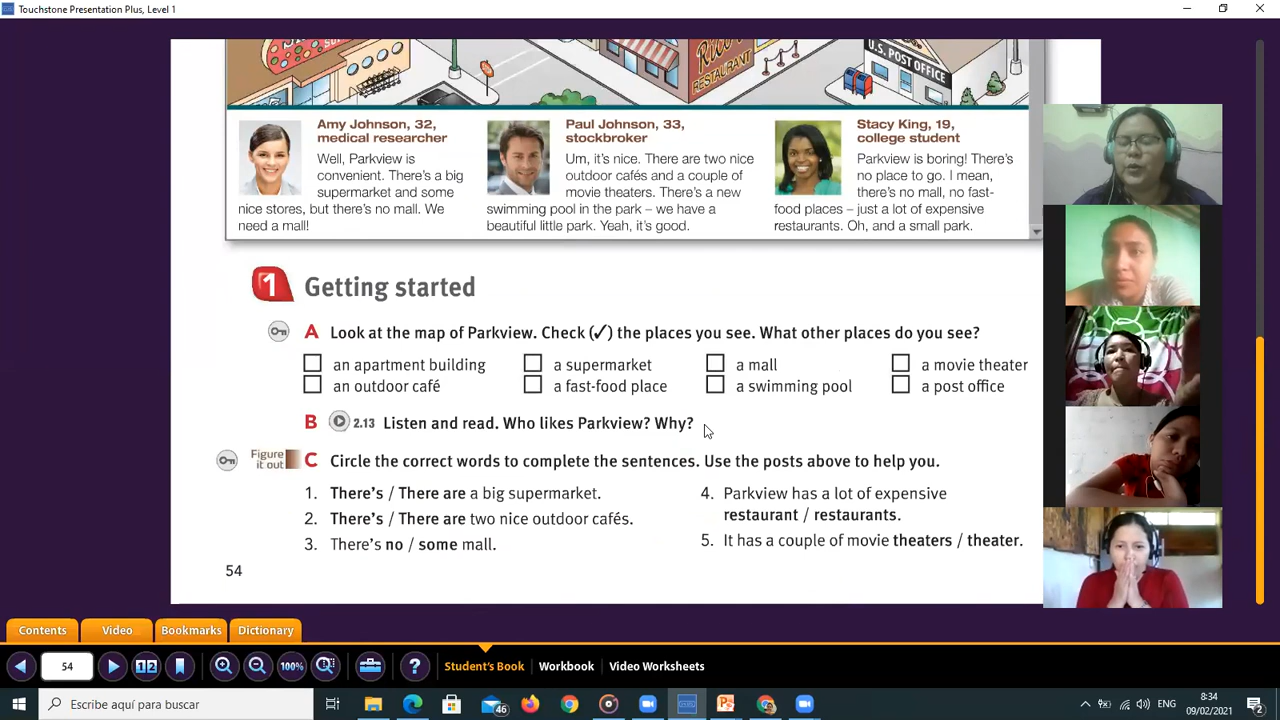 Touchstone Presentation Plus, Level 1
RESTAURANT
U.S. POST OFFICE
Amy Johnson, 32,
medical researcher
Well, Parkview is
convenient. There's a big
supermarket and some
nice stores, but there's no mall. We
need a mall!
Paul Johnson, 33,
stockbroker
Um, it's nice. There are two nice
outdoor cafés and a couple of
movie theaters. There's a new
swimming pool in the park – we have a
beautiful little park. Yeah, it's good.
Stacy King, 19,
college student
Parkview is boring! There's
no place to go. I mean,
there's no mall, no fast-
food places – just a lot of expensive
restaurants. Oh, and a small park.
1 Getting started
A Look at the map of Parkview. Check (✓) the places you see. What other places do you see?
an apartment building a supermarket a mall a movie theater
an outdoor café a fast-food place a swimming pool a post office
B 2.13 Listen and read. Who likes Parkview? Why?
Figure it out C Circle the correct words to complete the sentences. Use the posts above to help you.
1. There's / There are a big supermarket.
2. There's / There are two nice outdoor cafés.
3. There's no / some mall.
4. Parkview has a lot of expensive
restaurant / restaurants.
5. It has a couple of movie theaters / theater.
54
Contents Video Bookmarks Dictionary
54 12 100% ? Student's Book Workbook Video Worksheets
Escribe aquí para buscar 46 ENG 8:34
09/02/2021 2